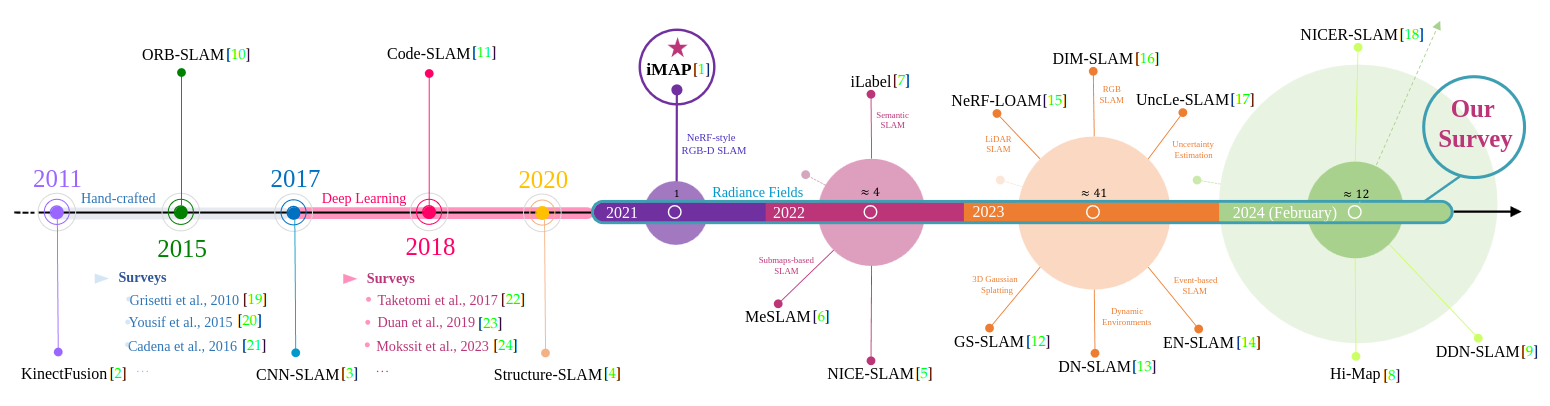 ORB-SLAM[10]
Code-SLAM[11]
iMAP[1]
iLabel[7]
DIM-SLAM[16]
NICER-SLAM[18]
NeRF-LOAM[15]
UncLe-SLAM[17]
Our
Survey
RGB
SLAM
Semantic
SLAM
NeRF-style
RGB-D SLAM
LiDAR
SLAM
Uncertainty
Estimation
2011
Hand-crafted
2017
Deep Learning
2020
1
Radiance Fields
≈ 4
≈ 41
≈ 12
2021
2022
2023
2024 (February)
2015
2018
Surveys
Grisetti et al., 2010 [19]
Yousif et al., 2015 [20]
Cadena et al., 2016 [21]
...
Surveys
Taketomi et al., 2017 [22]
Duan et al., 2019 [23]
Mokssit et al., 2023 [24]
...
Submaps-based
SLAM
3D Gaussian
Splatting
Dynamic
Environments
Event-based
SLAM
KinectFusion[2]
CNN-SLAM[3]
Structure-SLAM[4]
MeSLAM[6]
NICE-SLAM[5]
GS-SLAM[12]
DN-SLAM[13]
EN-SLAM[14]
Hi-Map[8]
DDN-SLAM[9]